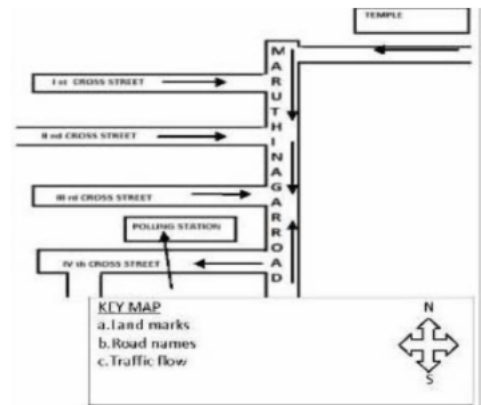 TEMPLE
I st CROSS STREET
II nd CROSS STREET
III rd CROSS STREET
POLLING STATION
IV th CROSS STREET
MARUTHINAGARROAD
KEY MAP
a.Land marks
b.Road names
c.Traffic flow
N
S